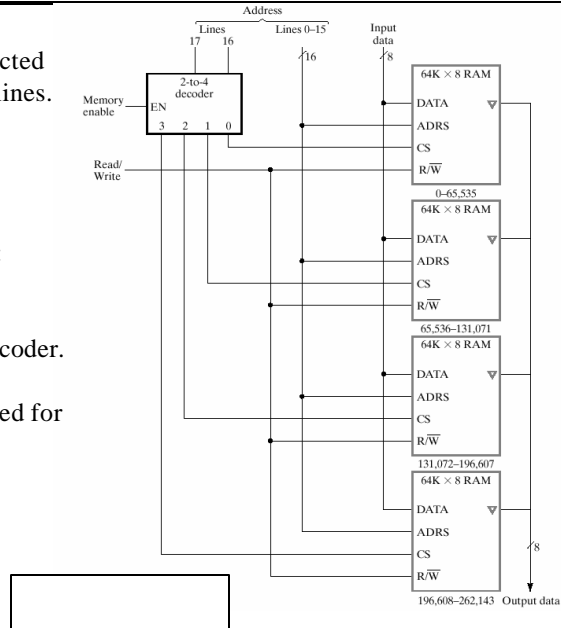 cted
lines.
coder.
ed for
Address
Lines
17 16
Lines 0–15
16
Input
data
8
2-to-4
decoder
EN
3 2 1 0
Memory
enable
Read/
Write
64K × 8 RAM
DATA
ADRS
CS
R/W̅
0–65,535
64K × 8 RAM
DATA
ADRS
CS
R/W̅
65,536–131,071
64K × 8 RAM
DATA
ADRS
CS
R/W̅
131,072–196,607
64K × 8 RAM
DATA
ADRS
CS
R/W̅
196,608–262,143
8
Output data